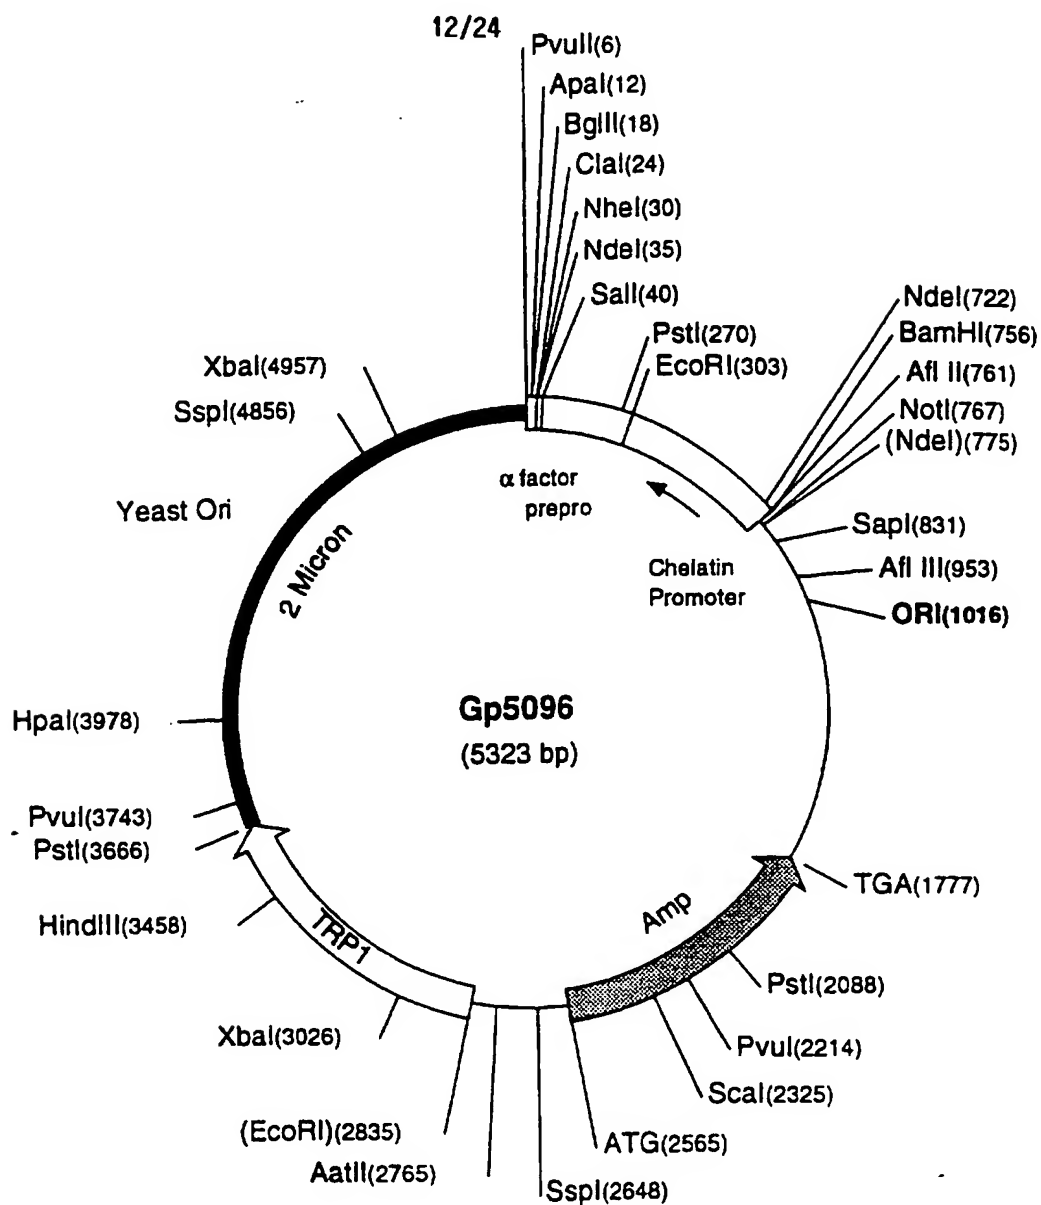 12/24
PvuII(6)
ApaI(12)
BglII(18)
ClaI(24)
NheI(30)
NdeI(35)
SalI(40)
PstI(270)
EcoRI(303)
NdeI(722)
BamHI(756)
Afl II(761)
NotI(767)
(NdeI)(775)
SapI(831)
Afl III(953)
ORI(1016)
XbaI(4957)
SspI(4856)
Yeast Ori
2 Micron
α factor
prepro
Chelatin
Promoter
Gp5096
(5323 bp)
HpaI(3978)
PvuI(3743)
PstI(3666)
HindIII(3458)
TRP1
XbaI(3026)
(EcoRI)(2835)
AatII(2765)
SspI(2648)
ATG(2565)
ScaI(2325)
PvuI(2214)
PstI(2088)
Amp
TGA(1777)